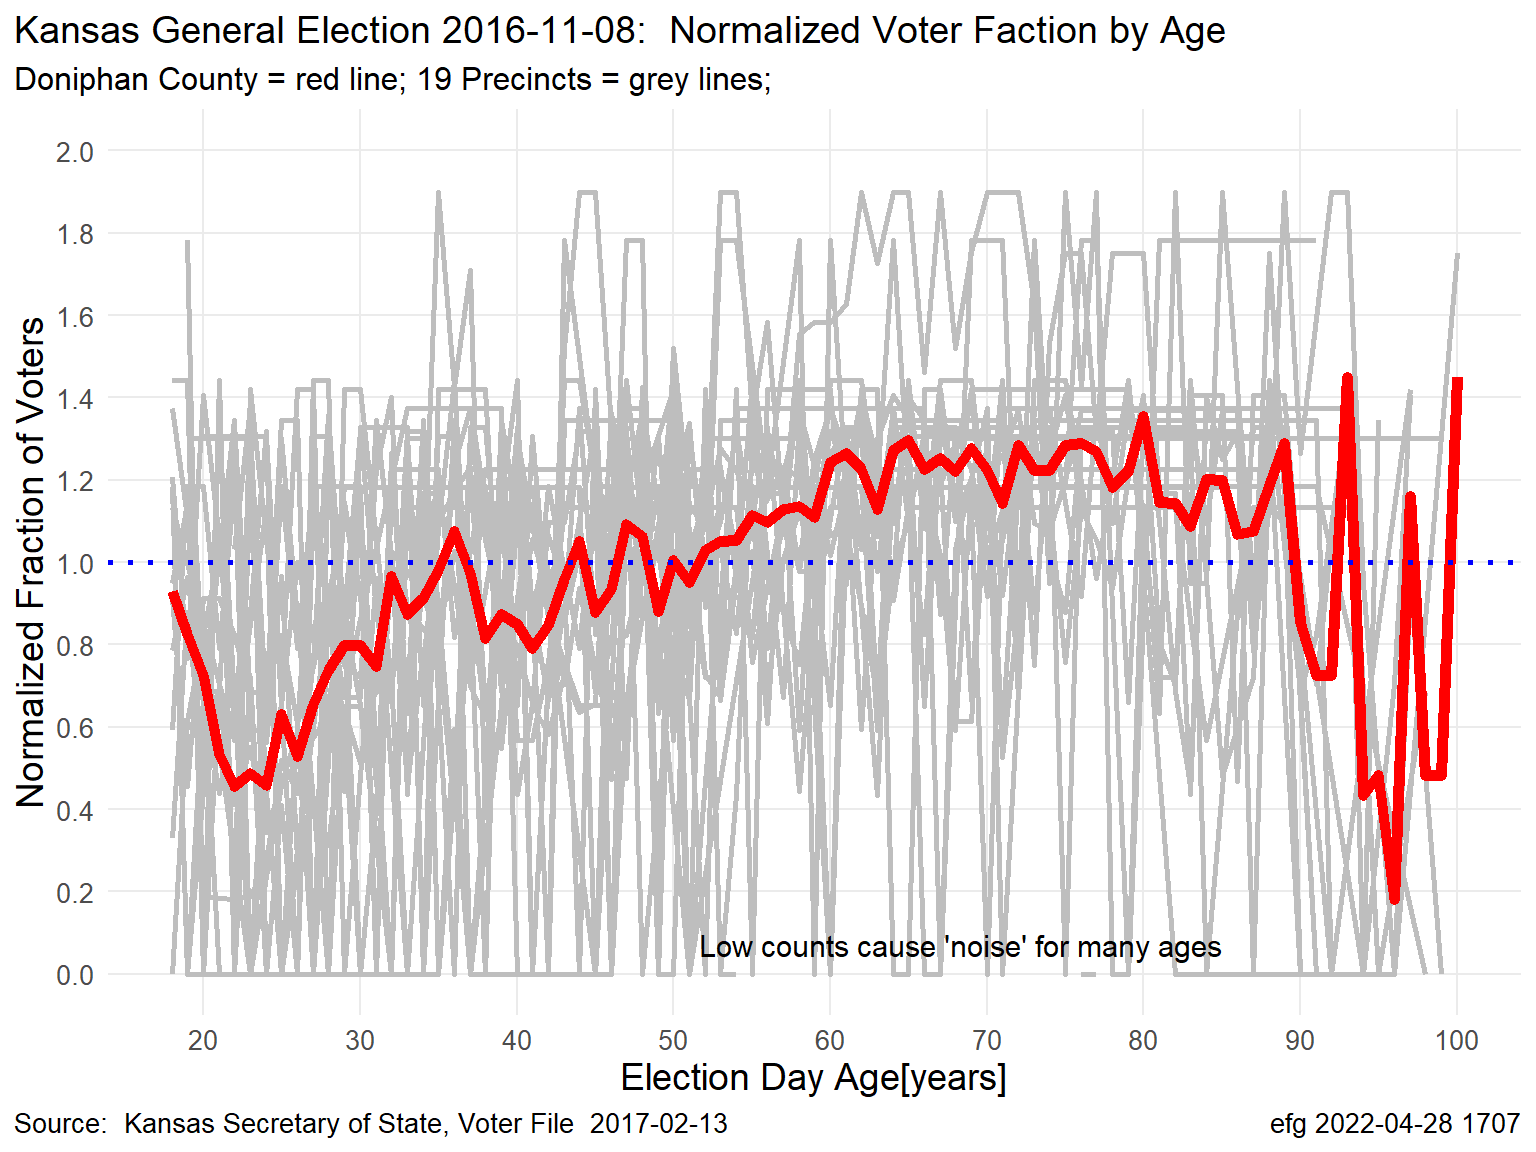 Kansas General Election 2016-11-08:  Normalized Voter Faction by Age
Doniphan County = red line; 19 Precincts = grey lines;
Normalized Fraction of Voters
2.0
1.8
1.6
1.4
1.2
1.0
0.8
0.6
0.4
0.2
0.0
Low counts cause 'noise' for many ages
20 30 40 50 60 70 80 90 100
Election Day Age[years]
Source:  Kansas Secretary of State, Voter File  2017-02-13
efg 2022-04-28 1707